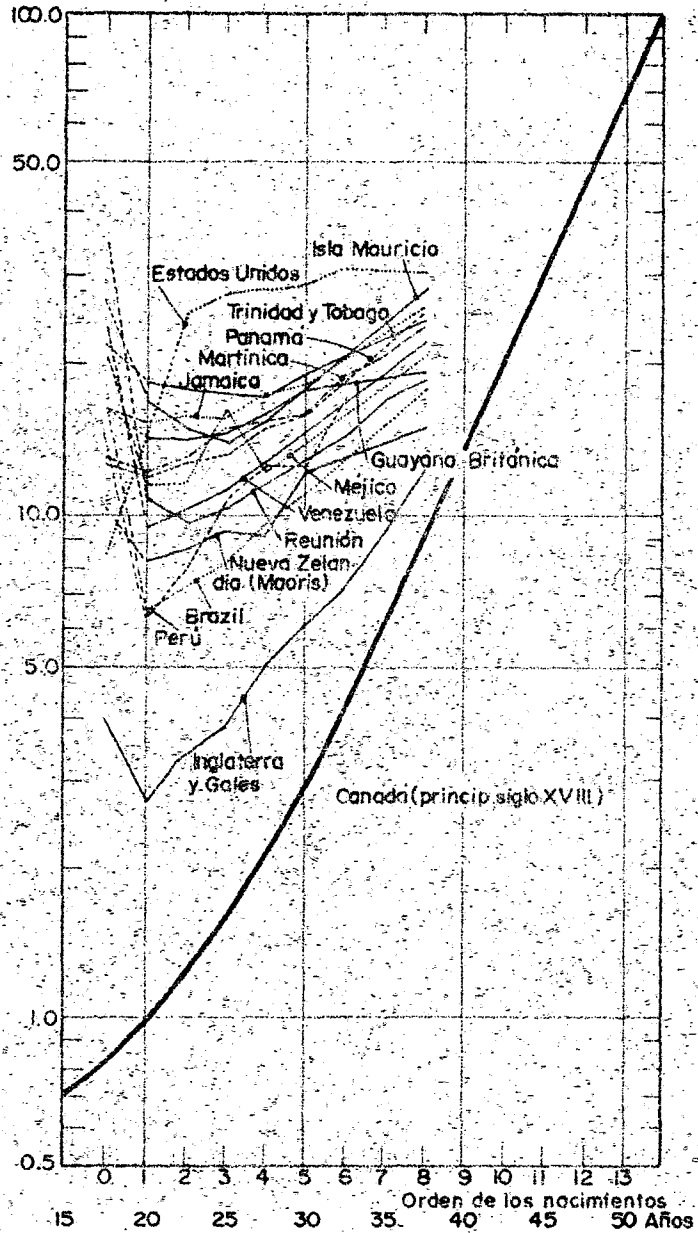 100.0
50.0
Isla Mauricio
Estados Unidos
Trinidad y Tobago
Panama
Martinica
Jamaica
Guayana Británica
Mejico
10.0
Venezuela
Reunión
Nueva Zelan-
dia (Maoris)
Brazil
Perú
5.0
Inglaterra
y Gales
Canada (princip. siglo XVIII)
1.0
0.5
0 1 2 3 4 5 6 7 8 9 10 11 12 13
Orden de los nacimientos
15 20 25 30 35 40 45 50 Años